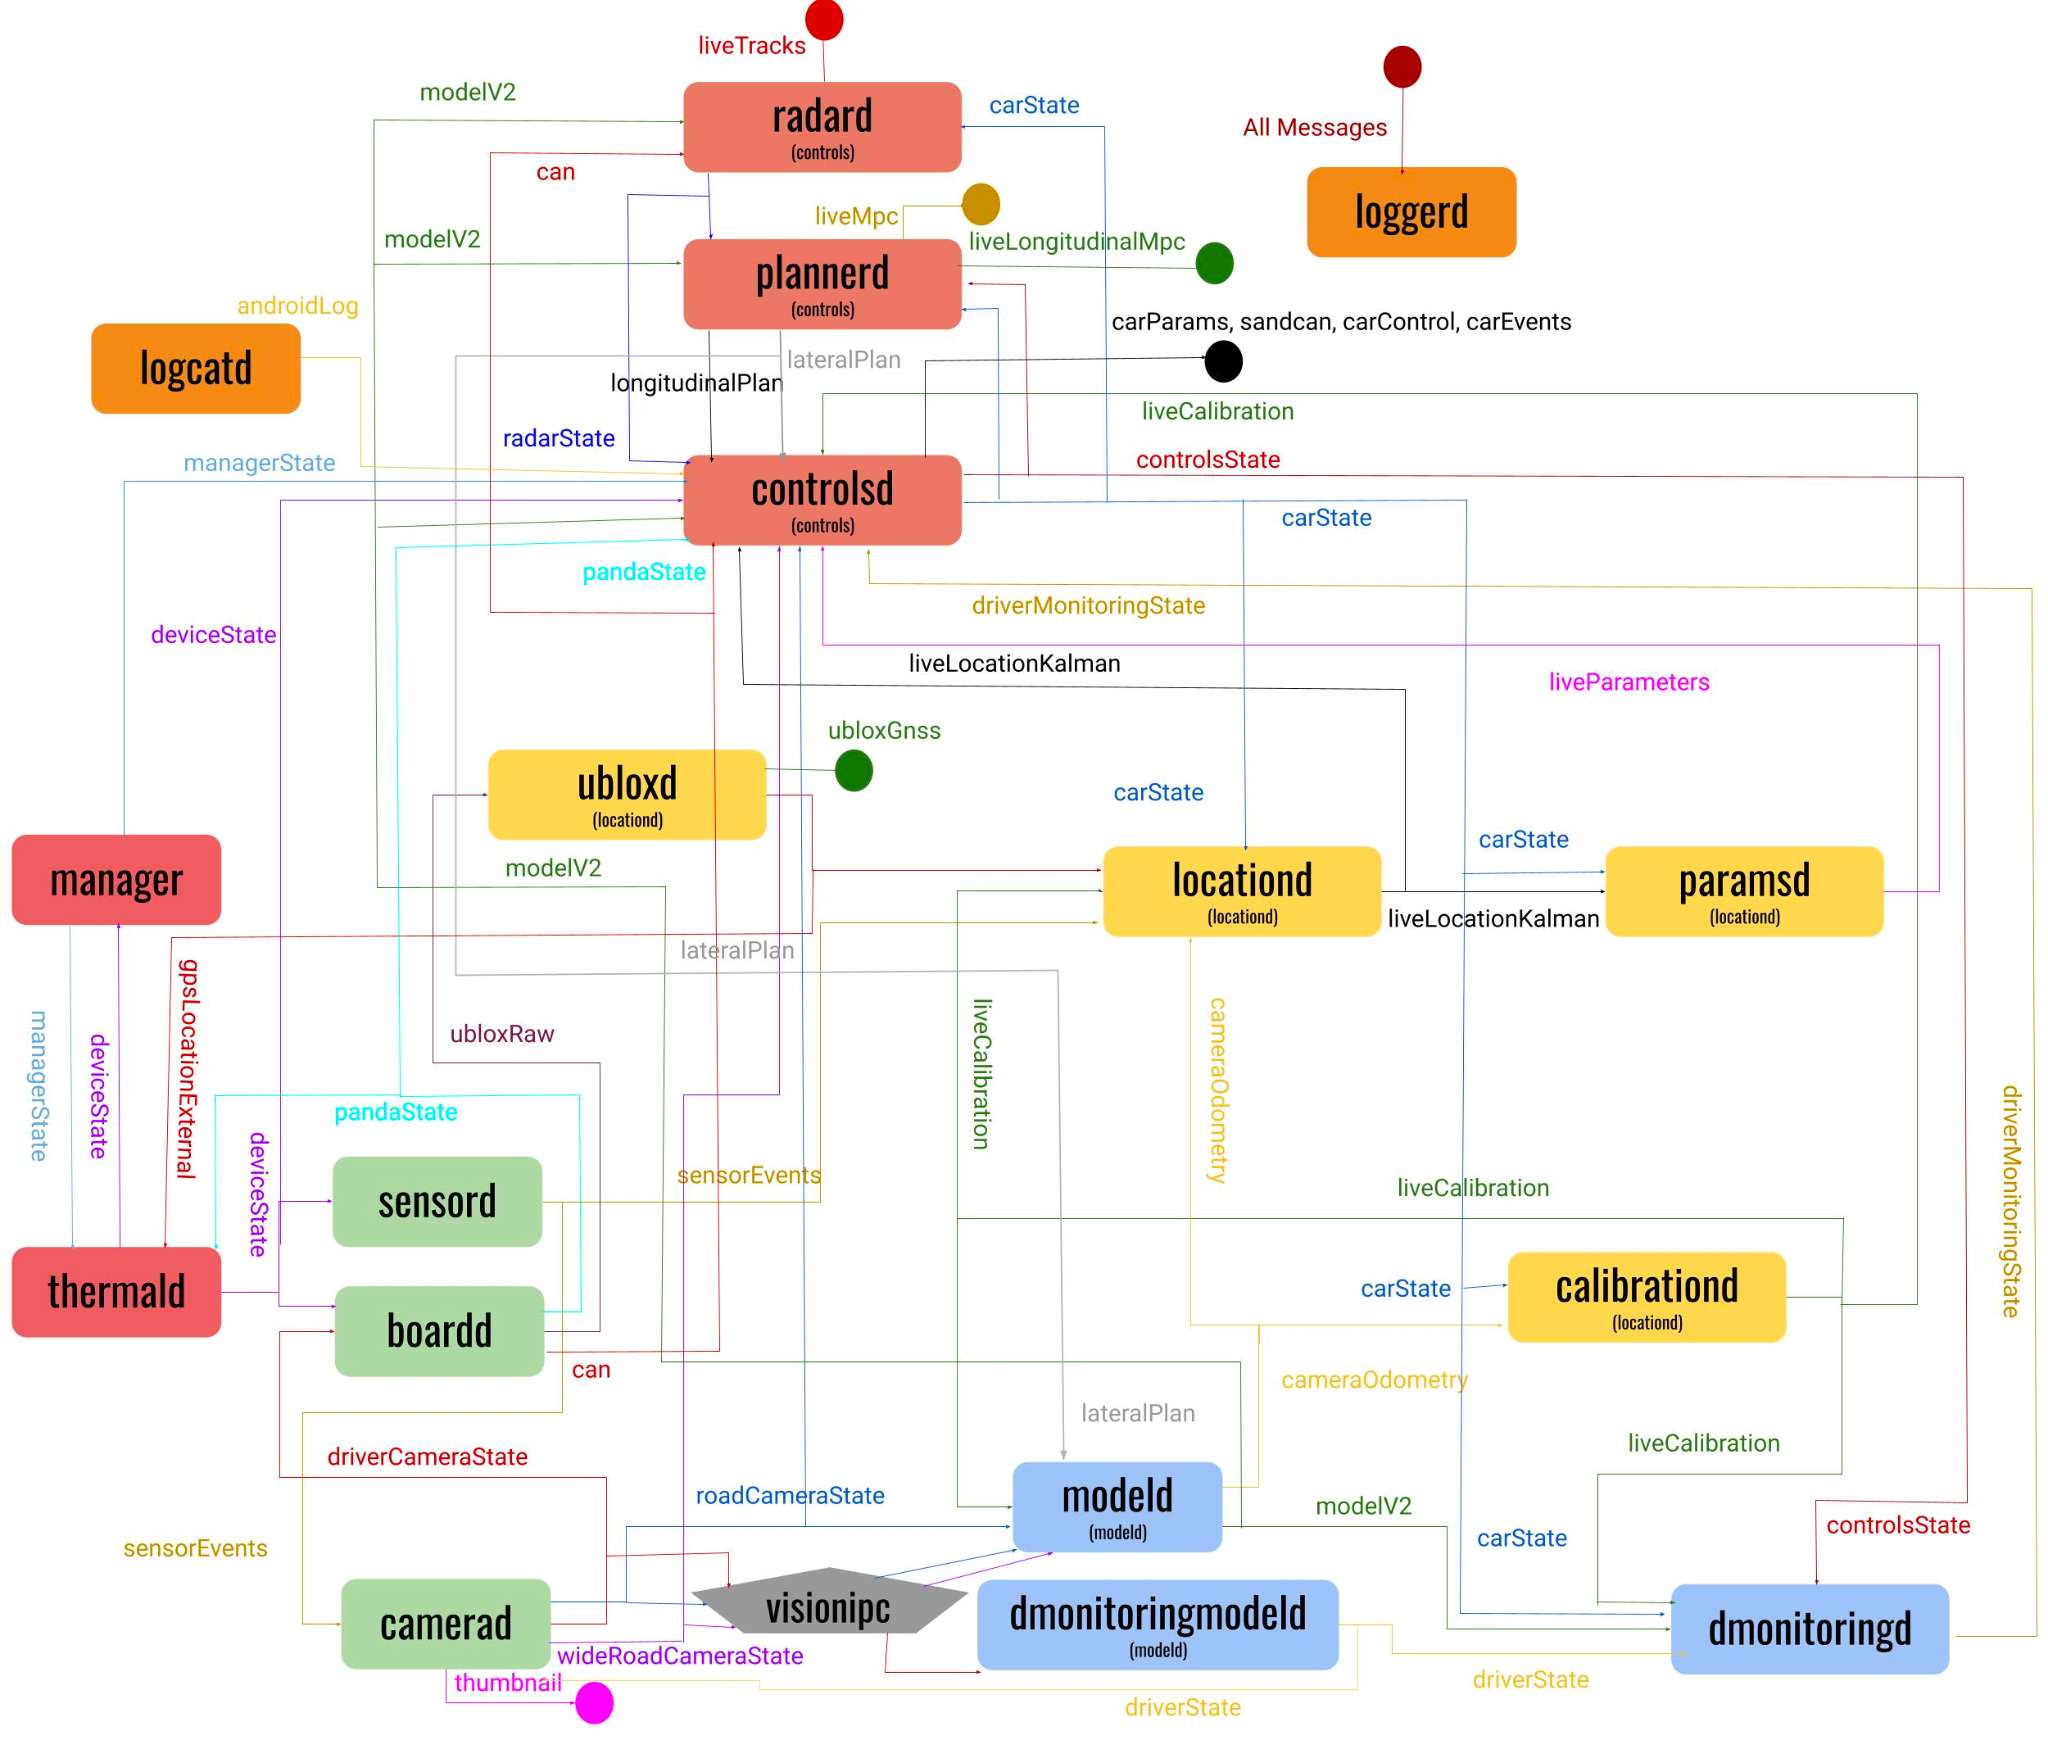 liveTracks
modelV2
carState
radard
(controls)
All Messages
can
loggerd
liveMpc
modelV2
liveLongitudinalMpc
plannerd
(controls)
androidLog
carParams, sandcan, carControl, carEvents
logcatd
lateralPlan
longitudinalPlan
liveCalibration
radarState
managerState
controlsState
controlsd
(controls)
carState
pandaState
driverMonitoringState
deviceState
liveLocationKalman
liveParameters
ubloxGnss
ubloxd
(locationd)
carState
carState
modelV2
manager
locationd
(locationd)
paramsd
(locationd)
liveLocationKalman
lateralPlan
managerState
deviceState
gpsLocationExternal
ubloxRaw
liveCalibration
cameraOdometry
pandaState
deviceState
sensorEvents
liveCalibration
driverMonitoringState
sensord
thermald
boardd
carState
calibrationd
(locationd)
can
cameraOdometry
lateralPlan
driverCameraState
liveCalibration
roadCameraState
modeld
(modeld)
modelV2
carState
controlsState
sensorEvents
camerad
visionipc
dmonitoringmodeld
(modeld)
dmonitoringd
wideRoadCameraState
thumbnail
driverState
driverState